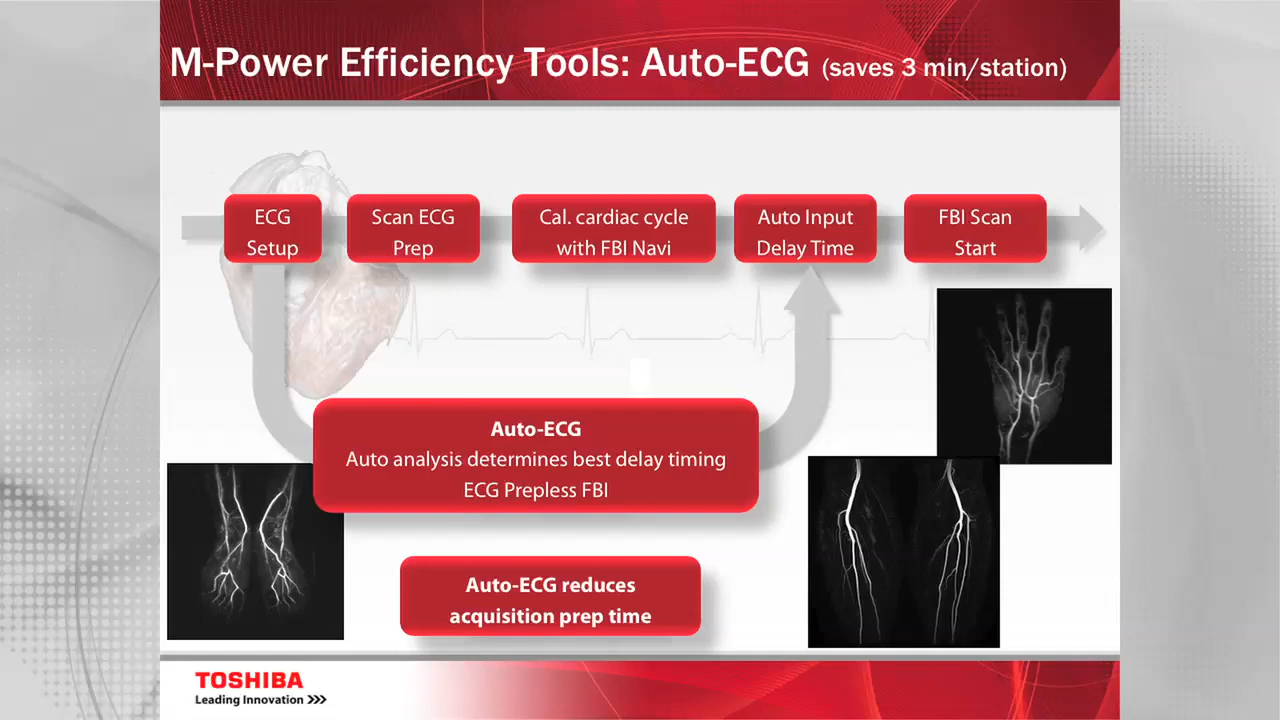 M-Power Efficiency Tools: Auto-ECG (saves 3 min/station)
ECG
Setup
Scan ECG
Prep
Cal. cardiac cycle
with FBI Navi
Auto Input
Delay Time
FBI Scan
Start
Auto-ECG
Auto analysis determines best delay timing
ECG Prepless FBI
Auto-ECG reduces
acquisition prep time
TOSHIBA
Leading Innovation >>>